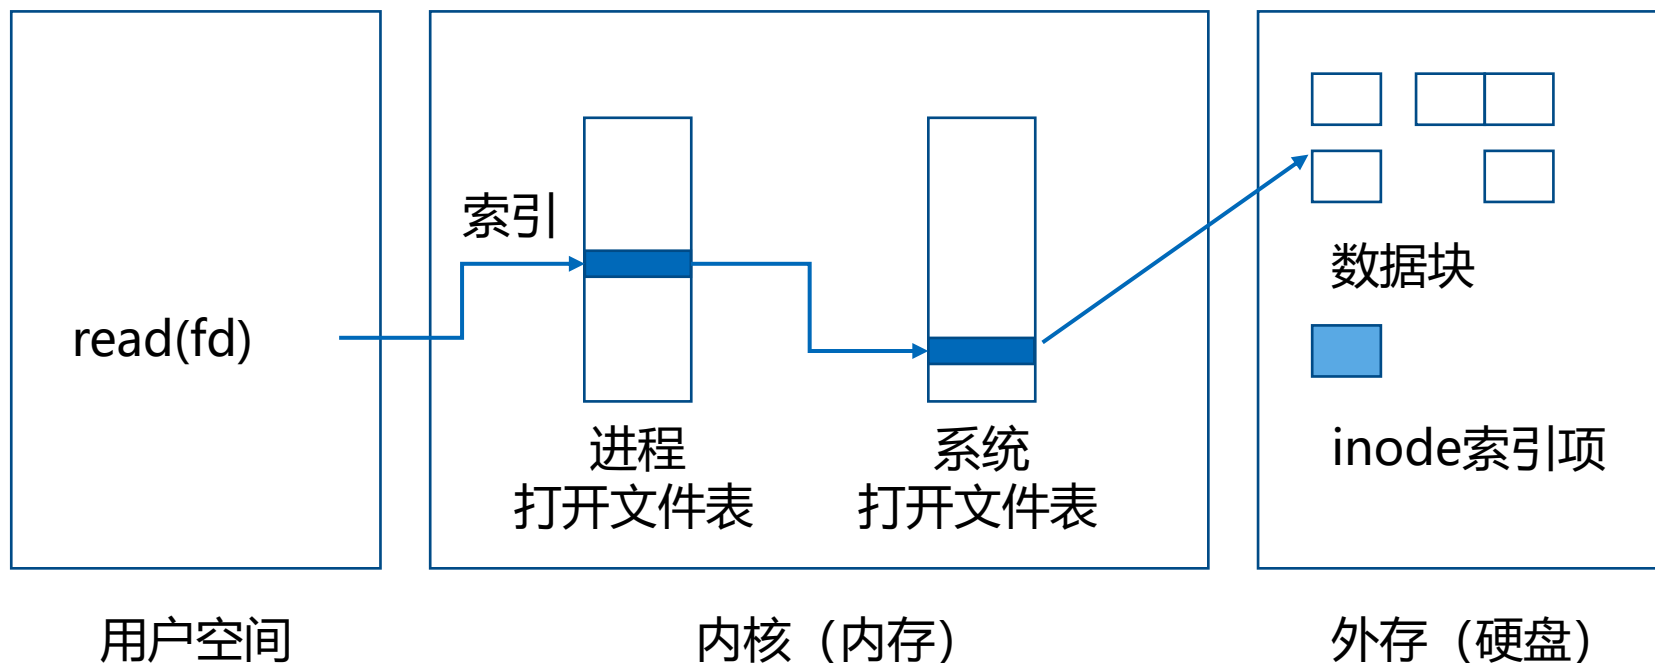 read(fd)
索引
进程
打开文件表
系统
打开文件表
数据块
inode索引项
用户空间
内核（内存）
外存（硬盘）